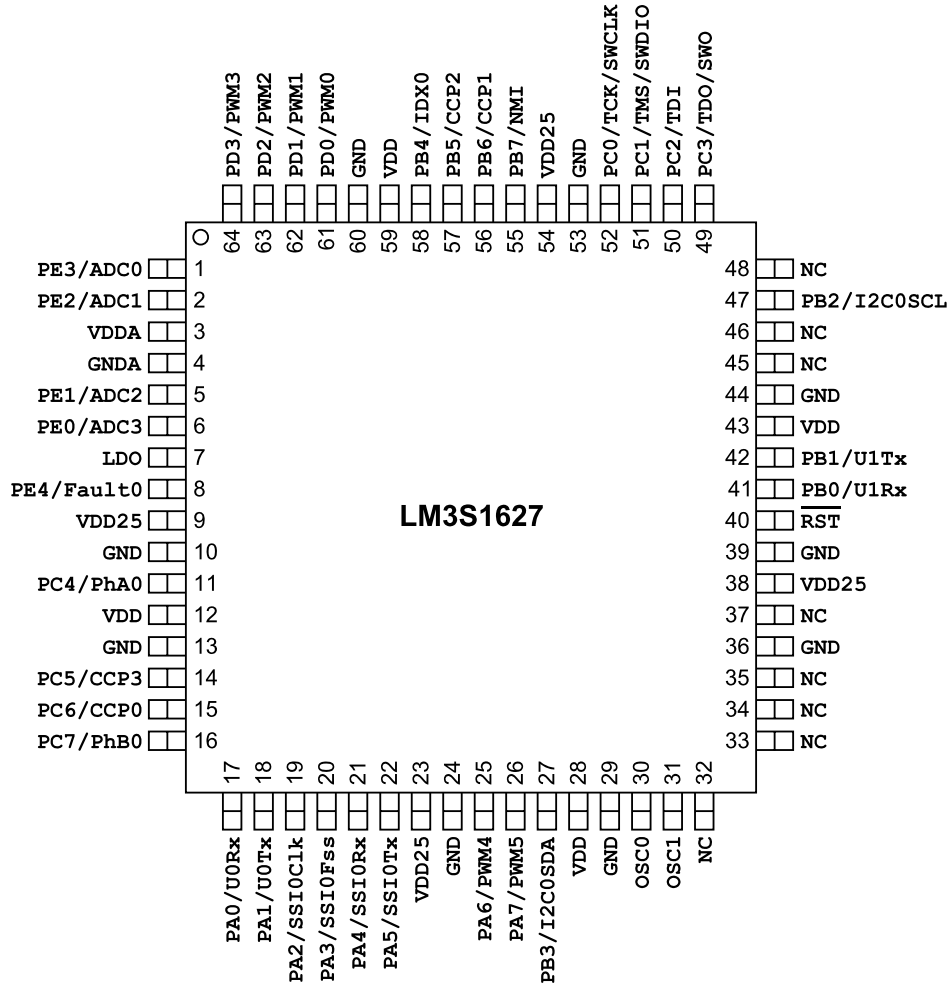 PD3/PWM3
PD2/PWM2
PD1/PWM1
PD0/PWM0
GND
VDD
PB4/IDX0
PB5/CCP2
PB6/CCP1
PB7/NMI
VDD25
GND
PC0/TCK/SWCLK
PC1/TMS/SWDIO
PC2/TDI
PC3/TDO/SWO
64 63 62 61 60 59 58 57 56 55 54 53 52 51 50 49
PE3/ADC0 1 48 NC
PE2/ADC1 2 47 PB2/I2C0SCL
VDDA 3 46 NC
GNDA 4 45 NC
PE1/ADC2 5 44 GND
PE0/ADC3 6 43 VDD
LDO 7 42 PB1/U1Tx
PE4/Fault0 8 41 PB0/U1Rx
LM3S1627
VDD25 9 40 RST
GND 10 39 GND
PC4/PhA0 11 38 VDD25
VDD 12 37 NC
GND 13 36 GND
PC5/CCP3 14 35 NC
PC6/CCP0 15 34 NC
PC7/PhB0 16 33 NC
17 18 19 20 21 22 23 24 25 26 27 28 29 30 31 32
PA0/U0Rx
PA1/U0Tx
PA2/SSI0Clk
PA3/SSI0Fss
PA4/SSI0Rx
PA5/SSI0Tx
VDD25
GND
PA6/PWM4
PA7/PWM5
PB3/I2C0SDA
VDD
GND
OSC0
OSC1
NC